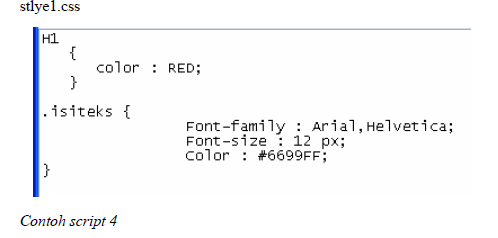 stlye1.css
H1
{
color : RED;
}
.isiteks {
Font-family : Arial,Helvetica;
Font-size : 12 px;
Color : #6699FF;
}
Contoh script 4